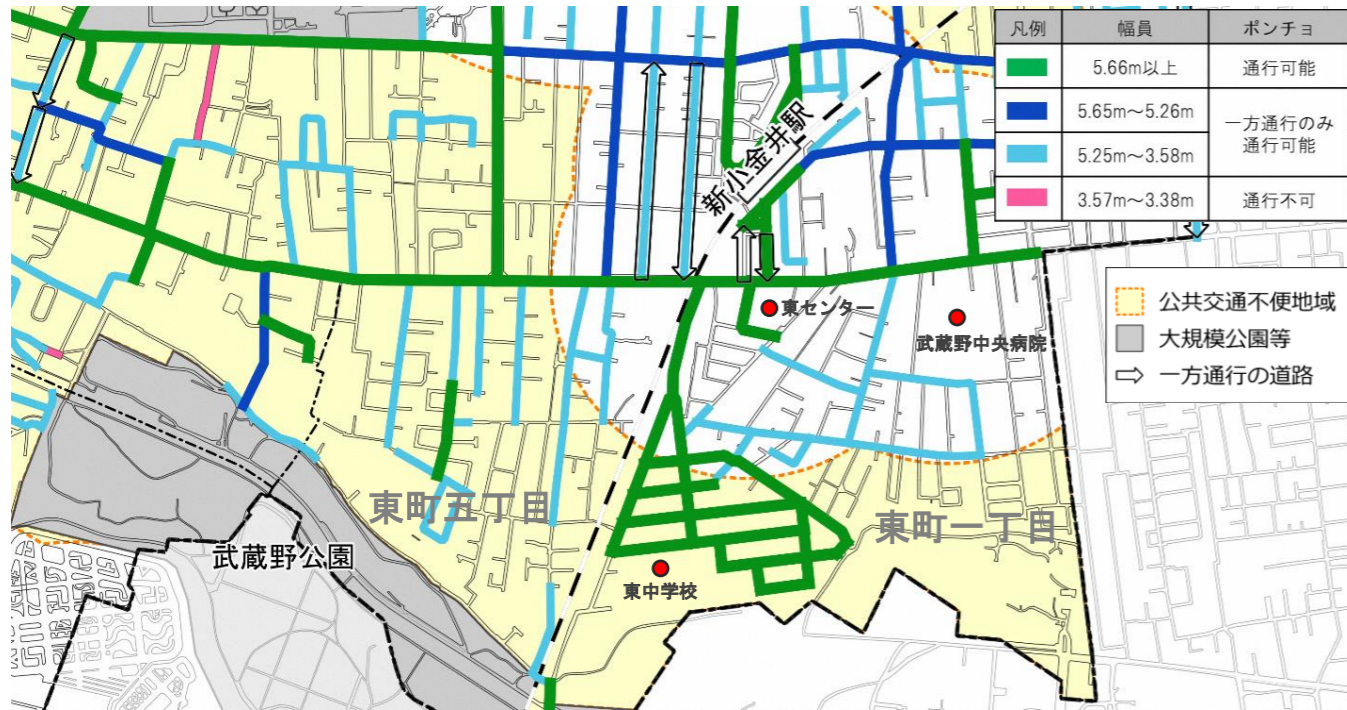 凡例 幅員 ポンチョ
5.66m以上 通行可能
5.65m～5.26m 一方通行のみ
通行可能
5.25m～3.58m
3.57m～3.38m 通行不可
公共交通不便地域
大規模公園等
一方通行の道路
新小金井駅
東センター
武蔵野中央病院
東町五丁目
東町一丁目
武蔵野公園
東中学校